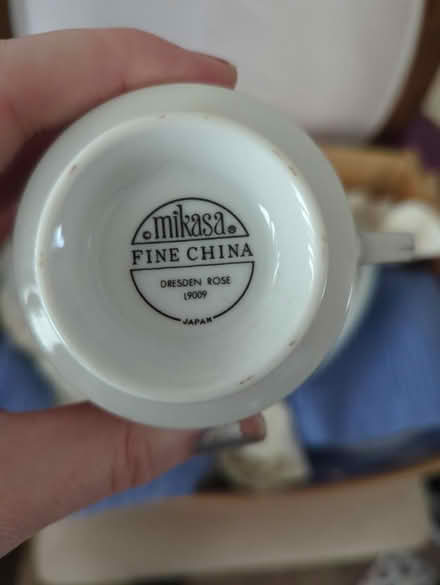 © mikasa ®
FINE CHINA
DRESDEN ROSE
L9009
JAPAN